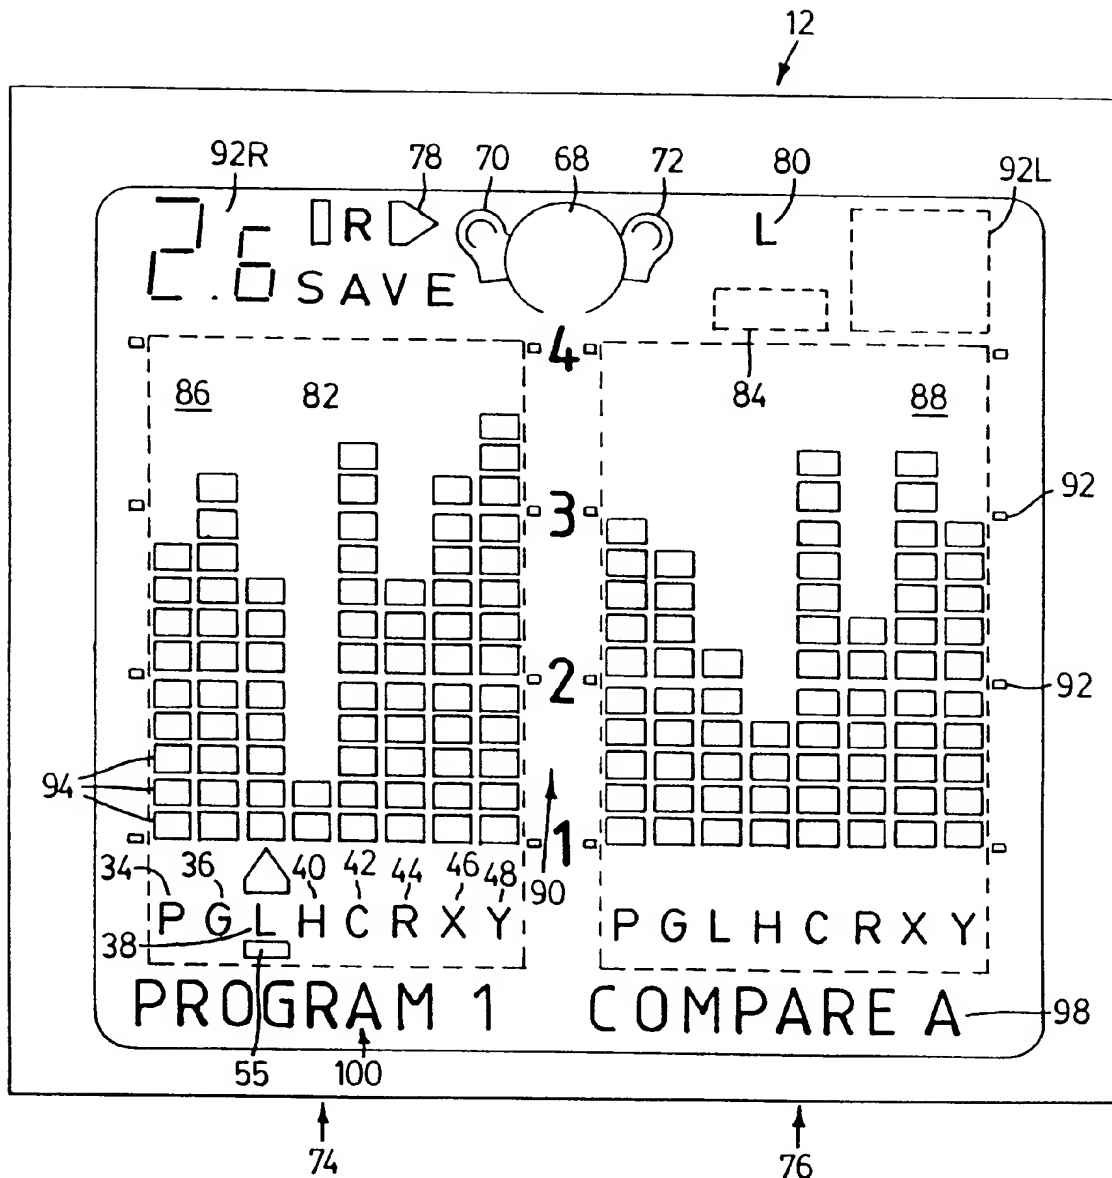 12
92R 78 70 68 72 80 92L
2.6 R L
SAVE
4
86 82 84 88
3 92
2 92
94
1
34 36 40 42 44 46 48 90
P G L H C R X Y P G L H C R X Y
38
PROGRAM 1 COMPARE A 98
55 100
74 76